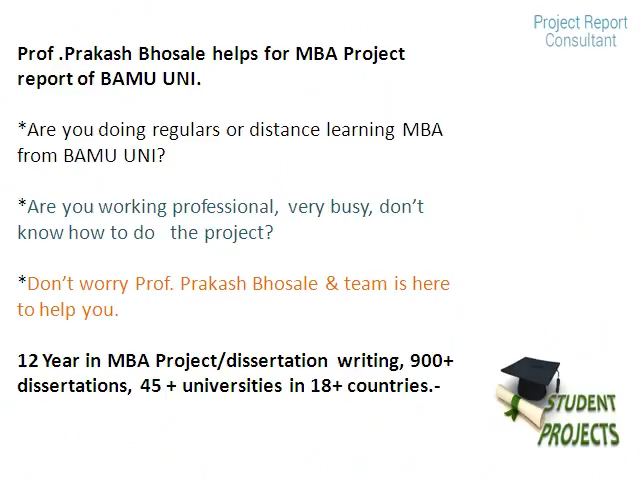 Project Report
Consultant
Prof .Prakash Bhosale helps for MBA Project
report of BAMU UNI.
*Are you doing regulars or distance learning MBA
from BAMU UNI?
*Are you working professional, very busy, don’t
know how to do the project?
*Don’t worry Prof. Prakash Bhosale & team is here
to help you.
12 Year in MBA Project/dissertation writing, 900+
dissertations, 45 + universities in 18+ countries.-
STUDENT
PROJECTS